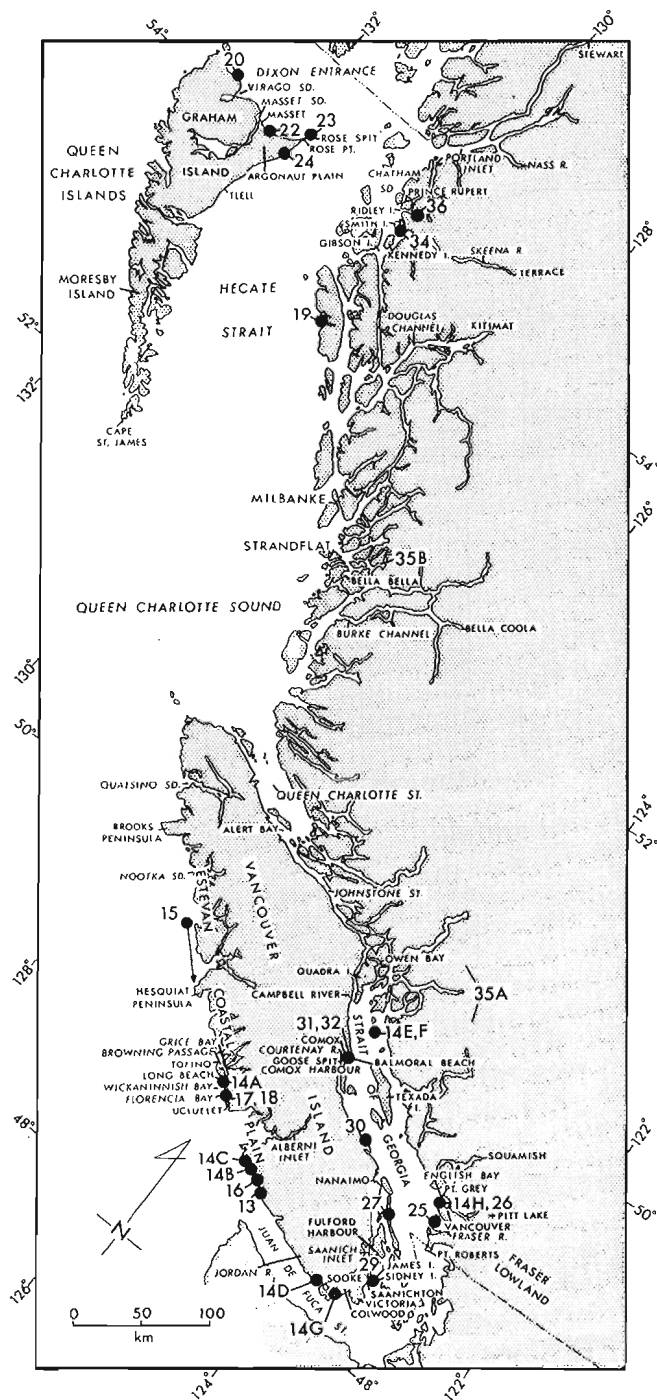 54°
132°
130°
20
DIXON ENTRANCE
VIRAGO SD.
MASSET SD.
MASSET
STEWART
GRAHAM
22
23
ROSE SPIT
ROSE PT.
24
ISLAND
ARGONAUT PLAIN
TLELL
QUEEN
CHARLOTTE
ISLANDS
PORTLAND
INLET
NASS R.
CHATHAM
SD
PRINCE RUPERT
RIDLEY I.
36
SMITH I.
34
GIBSON I.
KENNEDY I.
SKEENA R
TERRACE
128°
MORESBY
ISLAND
HECATE
STRAIT
19
DOUGLAS
CHANNEL
KITIMAT
52°
132°
CAPE
ST. JAMES
54°
126°
MILBANKE
STRANDFLAT
35B
BELLA BELLA
QUEEN CHARLOTTE SOUND
BURKE CHANNEL
BELLA COOLA
130°
50°
QUATSINO SD.
QUEEN CHARLOTTE ST.
124°
52°
BROOKS
PENINSULA
ALERT BAY
NOOTKA SD.
ESTEVAN
VANCOUVER
JOHNSTONE ST.
15
128°
OWEN BAY
QUADRA I.
HESQUIAT
PENINSULA
CAMPBELL RIVER
35A
COASTAL
STRAIT
31,32
14E,F
COMOX
COURTENAY R.
GOOSE SPIT
COMOX HARBOUR
BALMORAL BEACH
GRICE BAY
BROWNING PASSAGE
TOFINO
LONG BEACH
14A
WICKANINNISH BAY
17, 18
FLORENCIA BAY
UCLUELET
OF
TEXADA
I.
48°
PLAIN
ISLAND
ALBERNI
INLET
30
GEORGIA
122°
14C
14B
16
13
SQUAMISH
NANAIMO
ENGLISH BAY
PT. GREY
14H, 26
PITT LAKE
50°
27
25
VANCOUVER
FRASER R.
N
FULFORD
HARBOUR
SAANICH
INLET
PT. ROBERTS
JUAN DE FUCA ST.
JORDAN R.
29
JAMES I.
SIDNEY I.
FRASER
LOWLAND
126°
14D
SOOKE
SAANICHTON
VICTORIA
COLWOOD
14G
0 50 100
km
124°
48°
122°